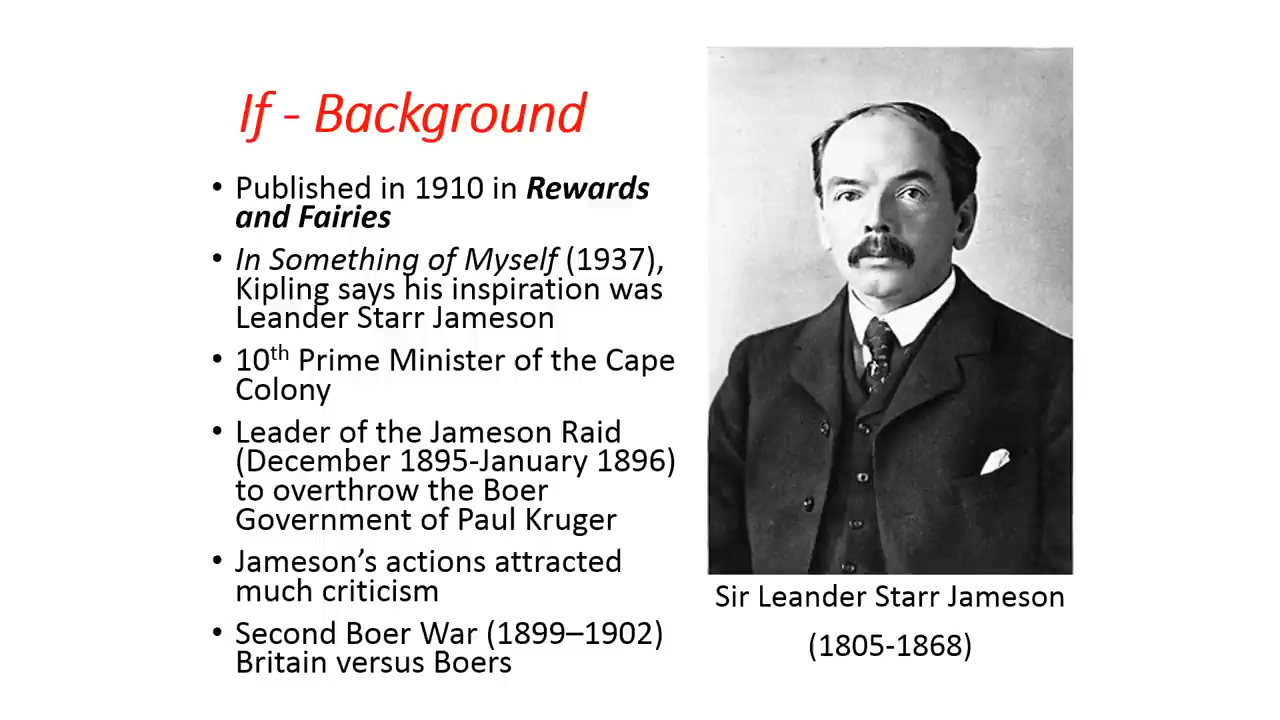 If - Background
• Published in 1910 in Rewards
and Fairies
• In Something of Myself (1937),
Kipling says his inspiration was
Leander Starr Jameson
• 10th Prime Minister of the Cape
Colony
• Leader of the Jameson Raid
(December 1895-January 1896)
to overthrow the Boer
Government of Paul Kruger
• Jameson’s actions attracted
much criticism
• Second Boer War (1899–1902)
Britain versus Boers
Sir Leander Starr Jameson
(1805-1868)